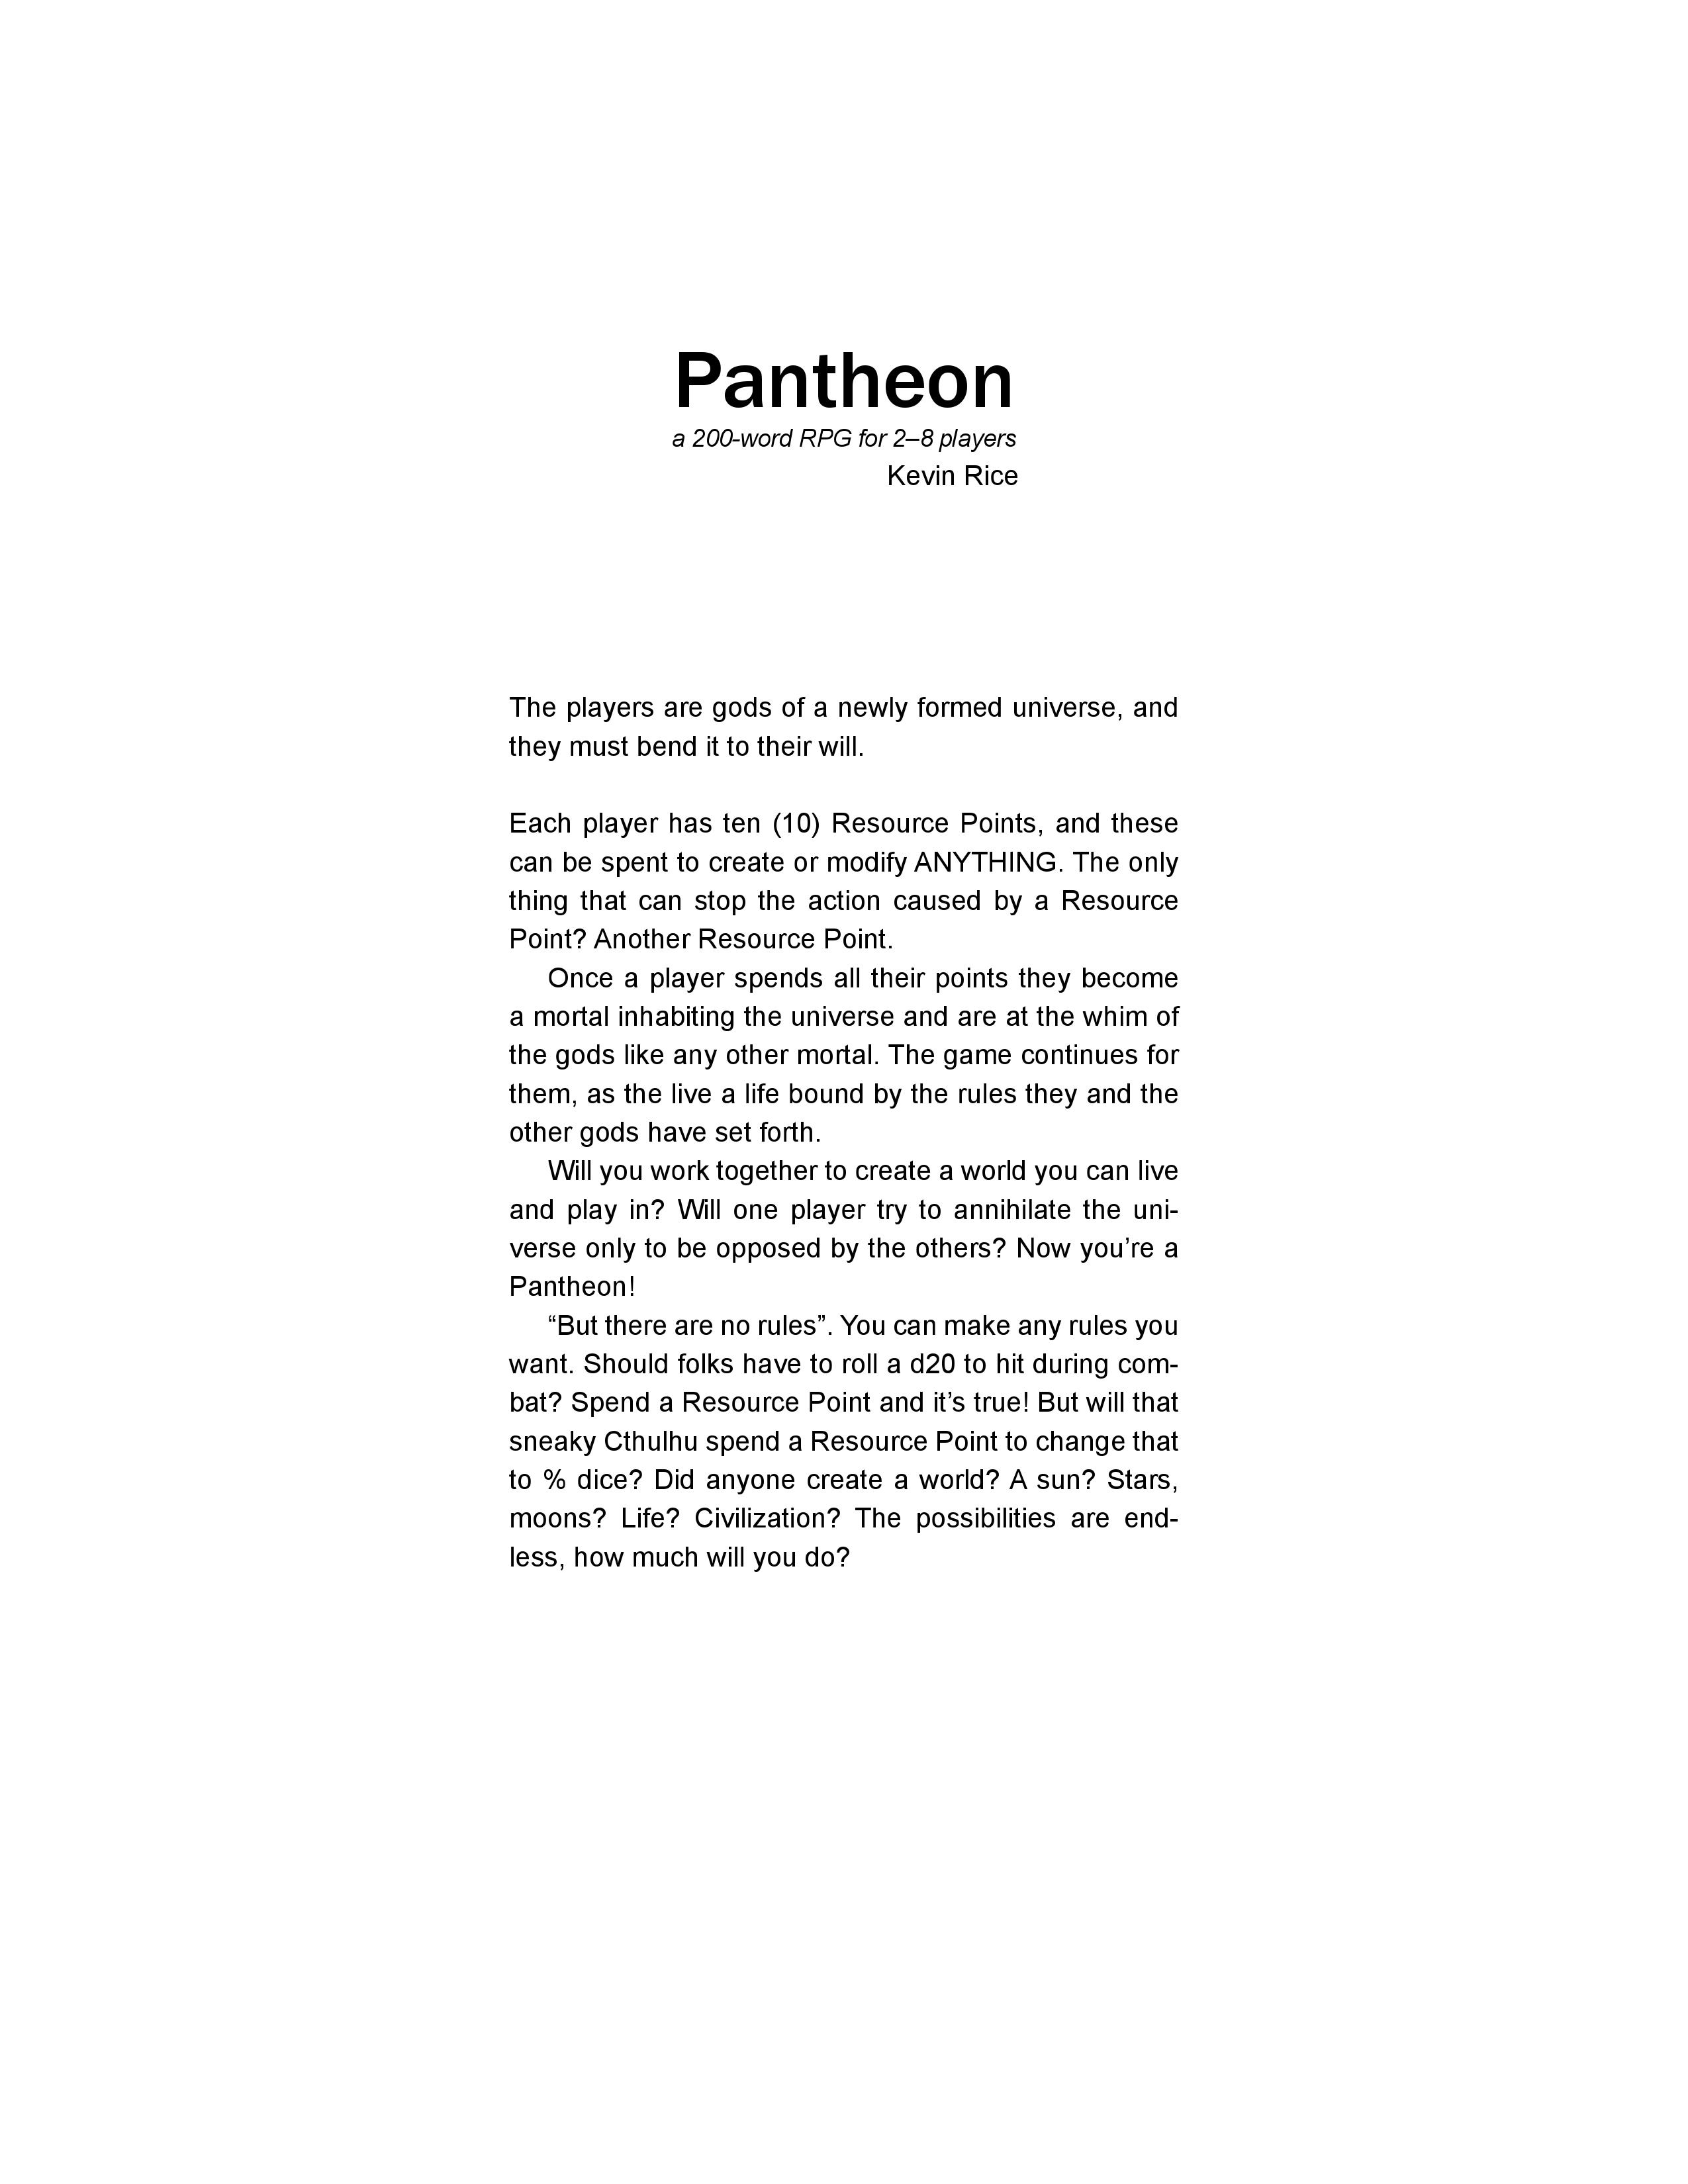 Pantheon
a 200-word RPG for 2–8 players
Kevin Rice
The players are gods of a newly formed universe, and
they must bend it to their will.
Each player has ten (10) Resource Points, and these
can be spent to create or modify ANYTHING. The only
thing that can stop the action caused by a Resource
Point? Another Resource Point.
Once a player spends all their points they become
a mortal inhabiting the universe and are at the whim of
the gods like any other mortal. The game continues for
them, as the live a life bound by the rules they and the
other gods have set forth.
Will you work together to create a world you can live
and play in? Will one player try to annihilate the uni-
verse only to be opposed by the others? Now you’re a
Pantheon!
“But there are no rules”. You can make any rules you
want. Should folks have to roll a d20 to hit during com-
bat? Spend a Resource Point and it’s true! But will that
sneaky Cthulhu spend a Resource Point to change that
to % dice? Did anyone create a world? A sun? Stars,
moons? Life? Civilization? The possibilities are end-
less, how much will you do?